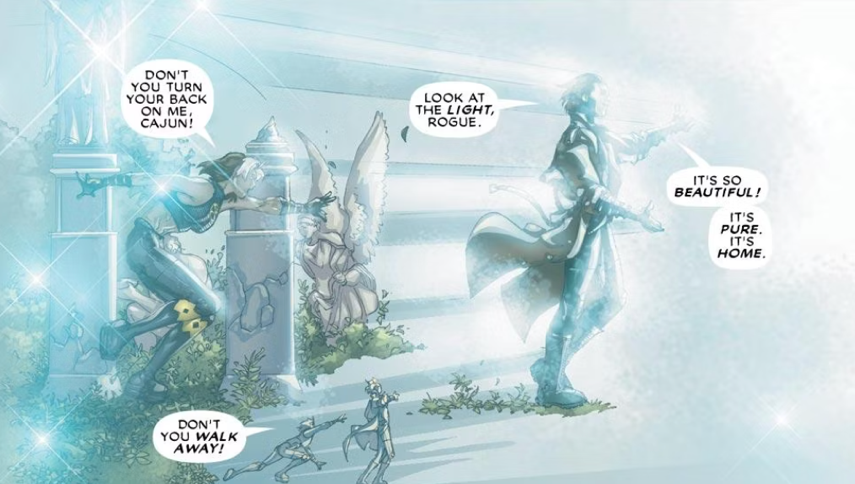 DON'T
YOU TURN
YOUR BACK
ON ME,
CAJUN!
LOOK AT
THE LIGHT,
ROGUE.
IT'S SO
BEAUTIFUL!
IT'S
PURE.
IT'S
HOME.
DON'T
YOU WALK
AWAY!